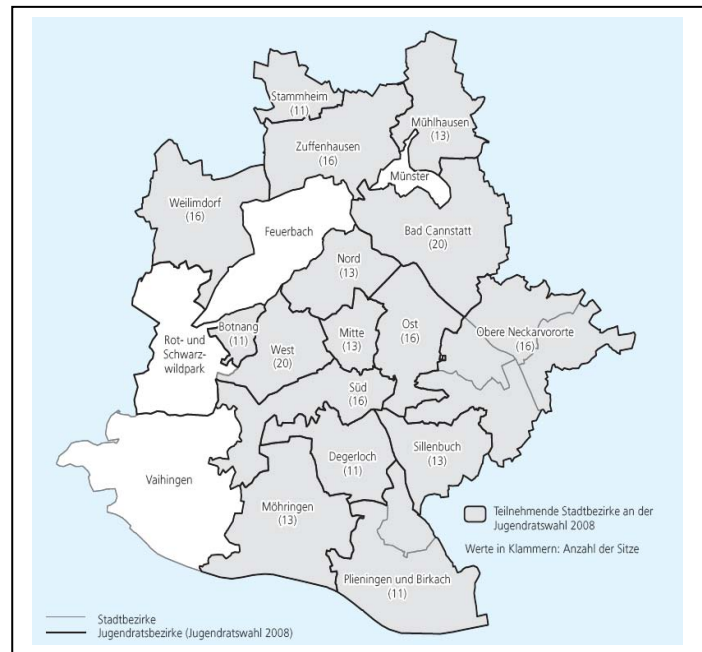 Stammheim
(11)
Mühlhausen
(13)
Zuffenhausen
(16)
Münster
Weilimdorf
(16)
Feuerbach
Bad Cannstatt
(20)
Nord
(13)
Botnang
(11)
Mitte
(13)
Ost
(16)
Obere Neckarvororte
(16)
Rot- und
Schwarz-
wildpark
West
(20)
Süd
(16)
Degerloch
(11)
Sillenbuch
(13)
Vaihingen
Möhringen
(13)
Plieningen und Birkach
(11)
Teilnehmende Stadtbezirke an der
Jugendratswahl 2008
Werte in Klammern: Anzahl der Sitze
Stadtbezirke
Jugendratsbezirke (Jugendratswahl 2008)